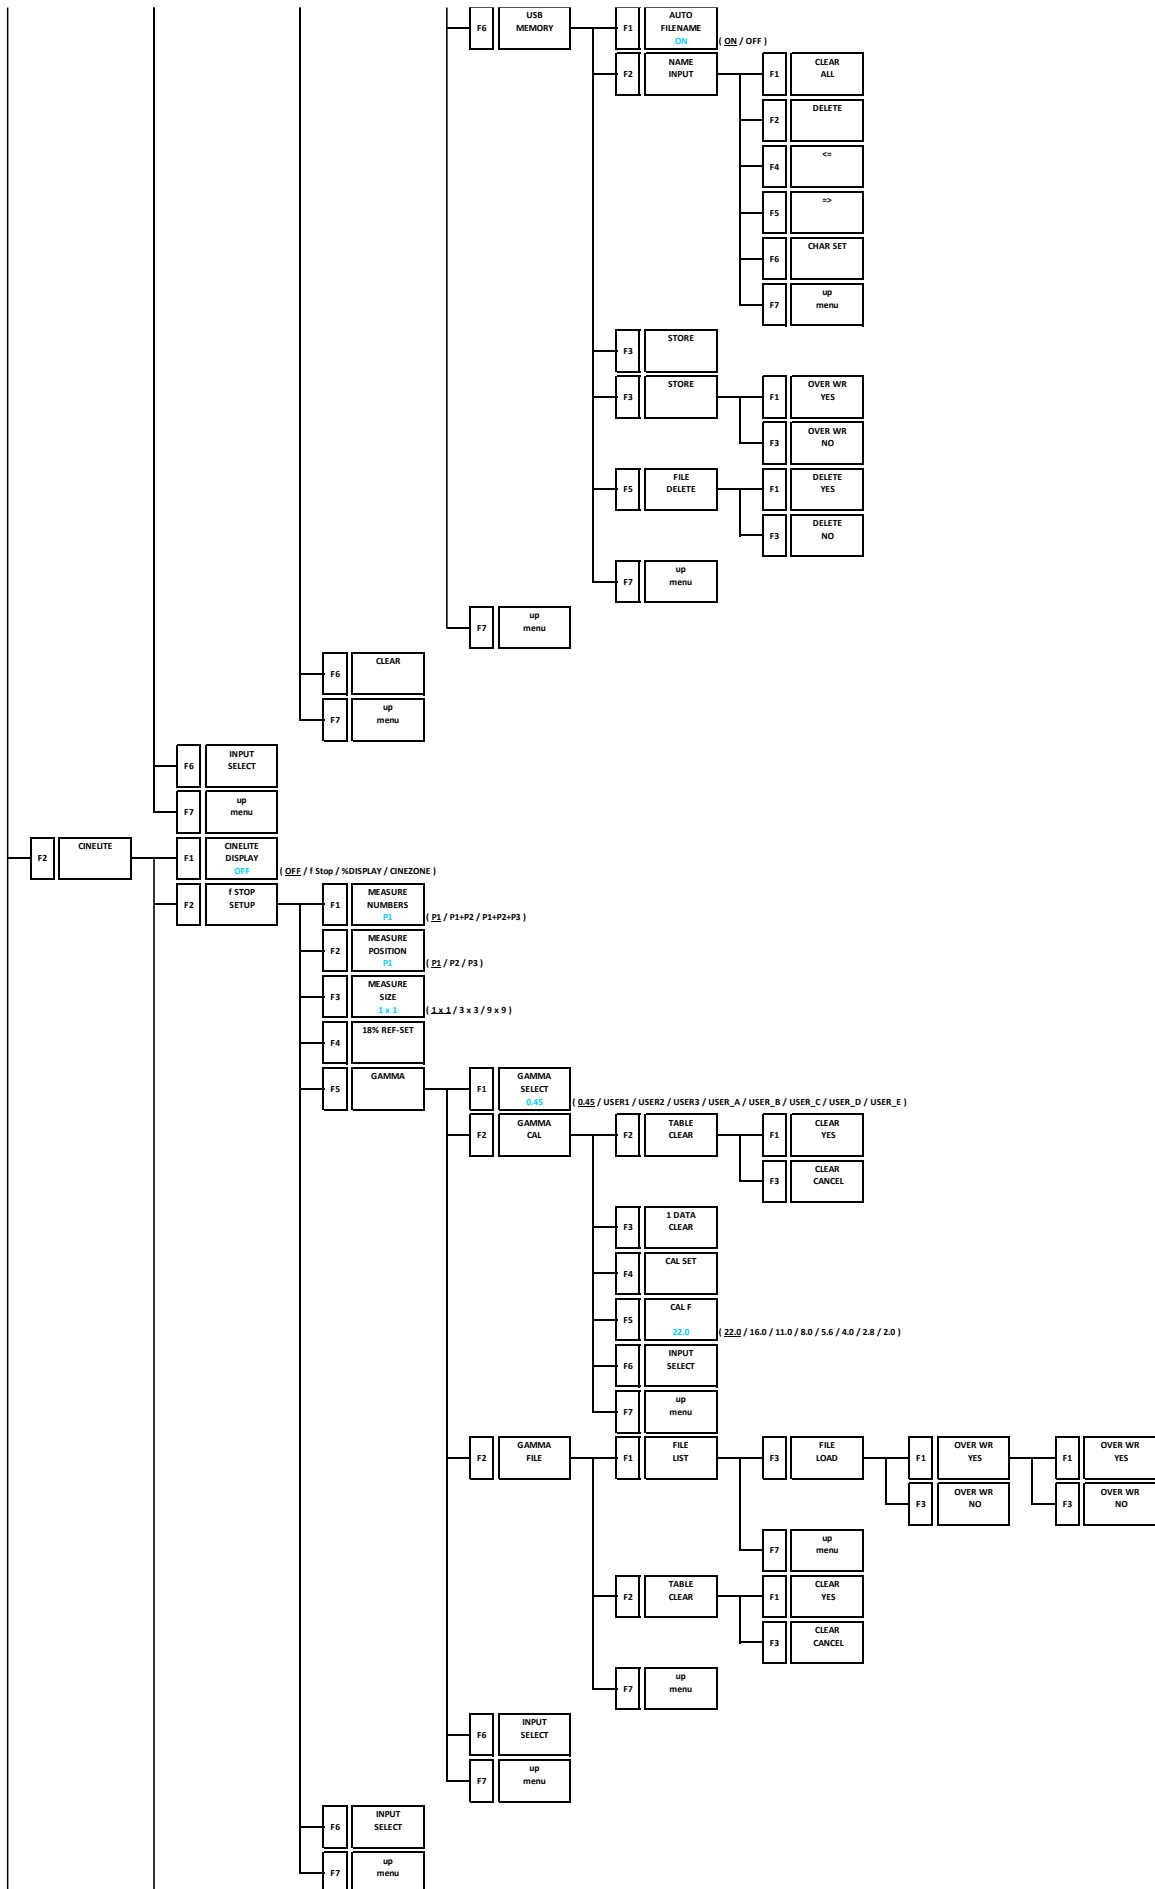 F6
USB
MEMORY
F1
AUTO
FILENAME
ON
( ON / OFF )
F2
NAME
INPUT
F1
CLEAR
ALL
F2
DELETE
F4
<=
F5
=>
F6
CHAR SET
F7
up
menu
F3
STORE
F3
STORE
F1
OVER WR
YES
F3
OVER WR
NO
F5
FILE
DELETE
F1
DELETE
YES
F3
DELETE
NO
F7
up
menu
F7
up
menu
F6
CLEAR
F7
up
menu
F6
INPUT
SELECT
F7
up
menu
F2
CINELITE
F1
CINELITE
DISPLAY
OFF
( OFF / f Stop / %DISPLAY / CINEZONE )
F2
f STOP
SETUP
F1
MEASURE
NUMBERS
P1
( P1 / P1+P2 / P1+P2+P3 )
F2
MEASURE
POSITION
P1
( P1 / P2 / P3 )
F3
MEASURE
SIZE
1 x 1
( 1 x 1 / 3 x 3 / 9 x 9 )
F4
18% REF-SET
F5
GAMMA
F1
GAMMA
SELECT
0.45
( 0.45 / USER1 / USER2 / USER3 / USER_A / USER_B / USER_C / USER_D / USER_E )
F2
GAMMA
CAL
F2
TABLE
CLEAR
F1
CLEAR
YES
F3
CLEAR
CANCEL
F3
1 DATA
CLEAR
F4
CAL SET
F5
CAL F
22.0
( 22.0 / 16.0 / 11.0 / 8.0 / 5.6 / 4.0 / 2.8 / 2.0 )
F6
INPUT
SELECT
F7
up
menu
F2
GAMMA
FILE
F1
FILE
LIST
F3
FILE
LOAD
F1
OVER WR
YES
F1
OVER WR
YES
F3
OVER WR
NO
F3
OVER WR
NO
F7
up
menu
F2
TABLE
CLEAR
F1
CLEAR
YES
F3
CLEAR
CANCEL
F7
up
menu
F6
INPUT
SELECT
F7
up
menu
F6
INPUT
SELECT
F7
up
menu